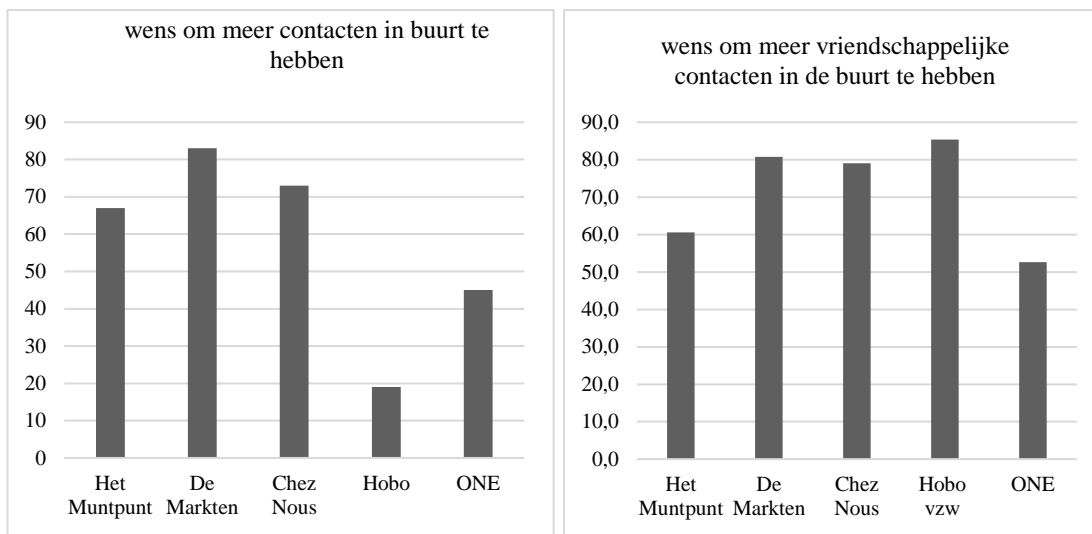 wens om meer contacten in buurt te
hebben
90
80
70
60
50
40
30
20
10
0
Het
Muntpunt
De
Markten
Chez
Nous
Hobo
ONE
wens om meer vriendschappelijke
contacten in de buurt te hebben
90,0
80,0
70,0
60,0
50,0
40,0
30,0
20,0
10,0
0,0
Het
Muntpunt
De
Markten
Chez
Nous
Hobo
vzw
ONE